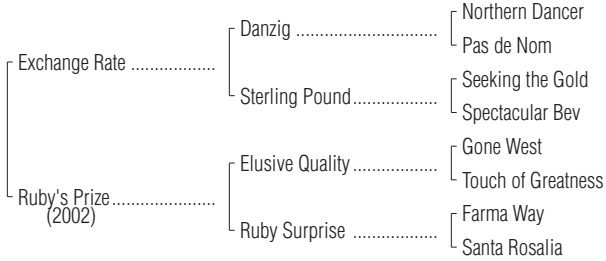 Northern Dancer
Danzig ............................
Pas de Nom
Exchange Rate ..................
Seeking the Gold
Sterling Pound.................
Spectacular Bev
Gone West
Elusive Quality.................
Touch of Greatness
Ruby's Prize.....................
(2002)
Farma Way
Ruby Surprise .................
Santa Rosalia